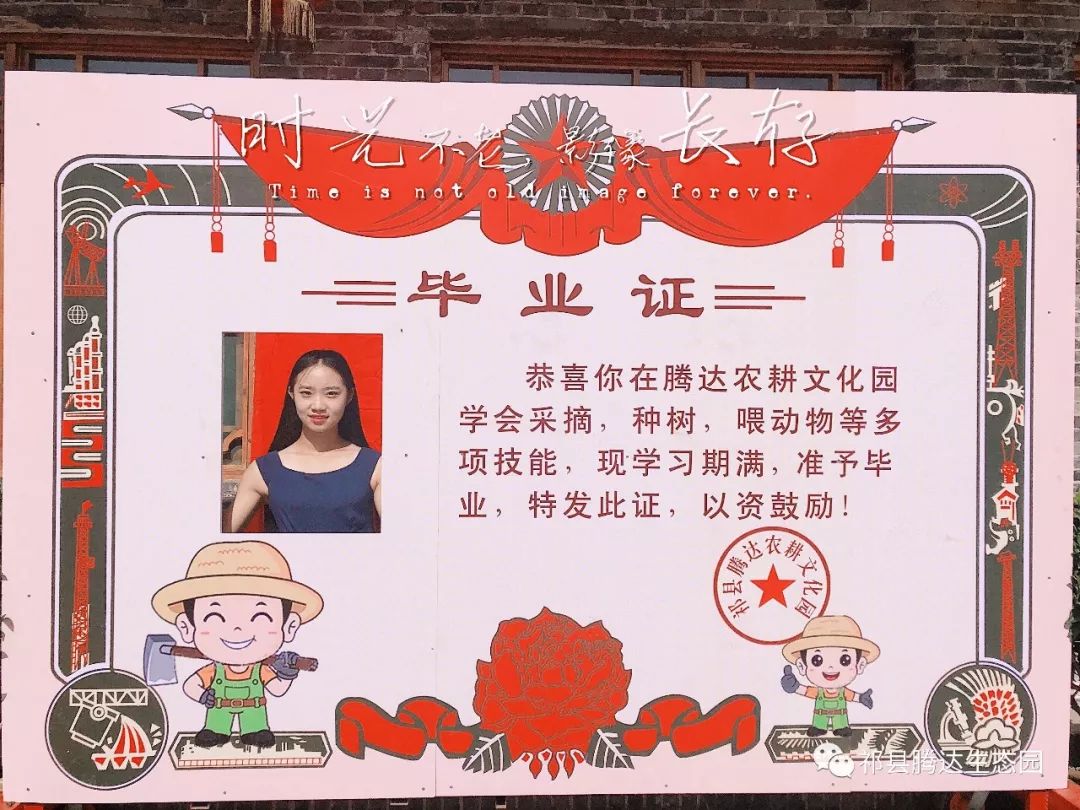 时光不老，影像长存
Time is not old image forever.
毕业证
恭喜你在腾达农耕文化园
学会采摘，种树，喂动物等多
项技能，现学习期满，准予毕
业，特发此证，以资鼓励！
祁县腾达农耕文化园
祁县腾达生态园